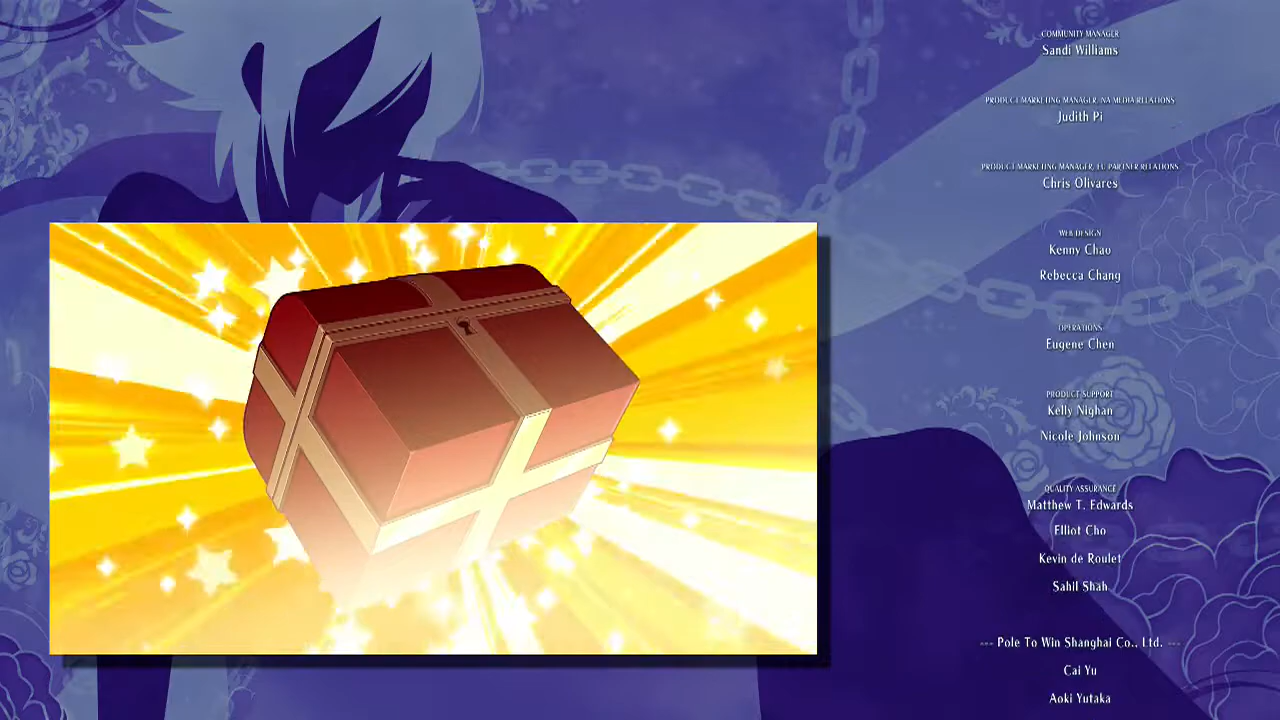 COMMUNITY MANAGER
Sandi Williams
PRODUCT MARKETING MANAGER, NA MEDIA RELATIONS
Judith Pi
PRODUCT MARKETING MANAGER, EU PARTNER RELATIONS
Chris Olivares
WEB DESIGN
Kenny Chao
Rebecca Chang
OPERATIONS
Eugene Chen
PRODUCT SUPPORT
Kelly Nighan
Nicole Johnson
QUALITY ASSURANCE
Matthew T. Edwards
Elliot Cho
Kevin de Roulet
Sahil Shah
--- Pole To Win Shanghai Co., Ltd. ---
Cai Yu
Aoki Yutaka